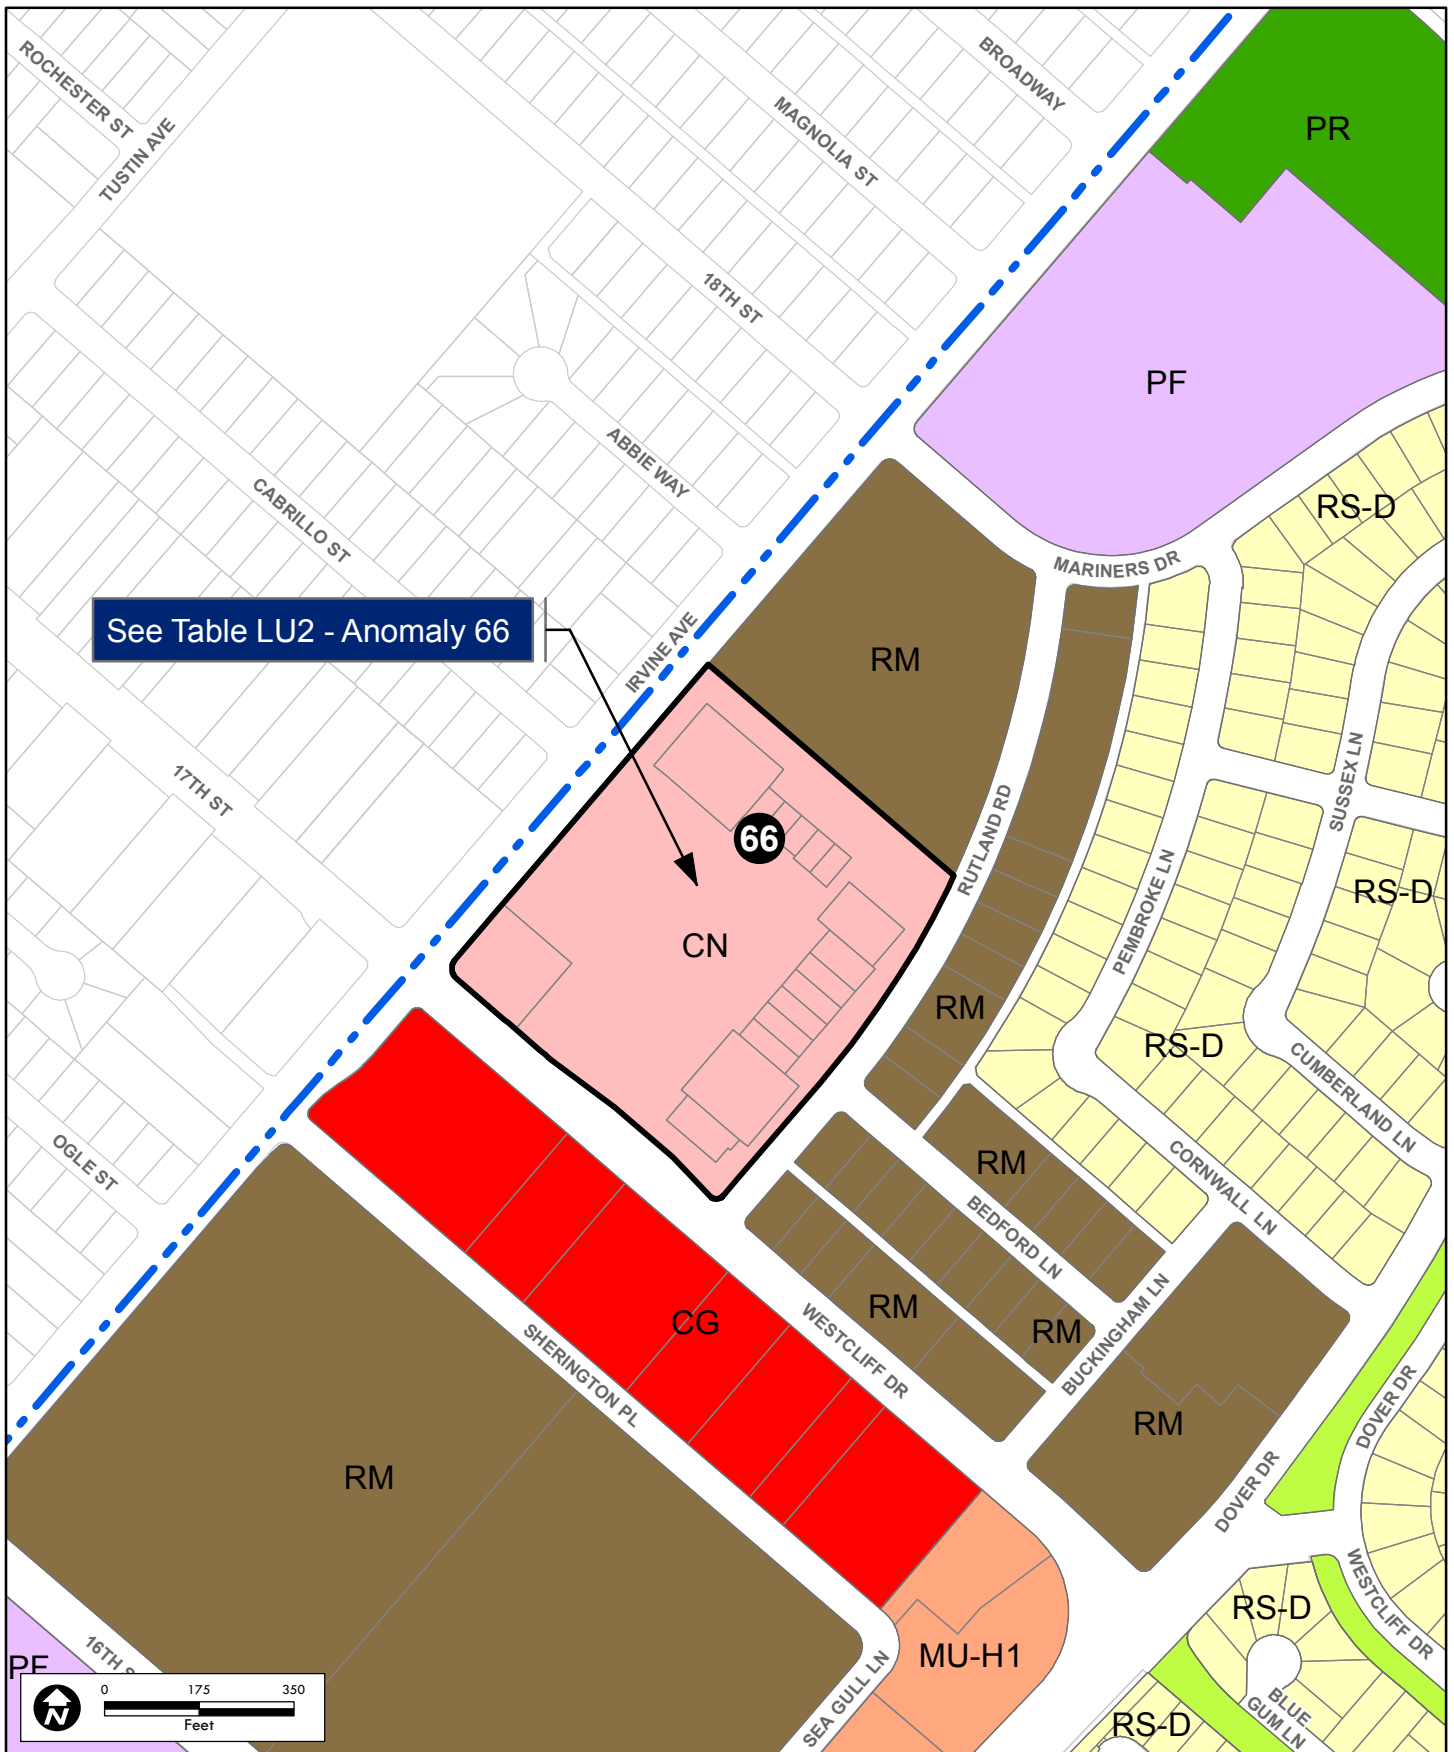 ROCHESTER ST
TUSTIN AVE
BROADWAY
MAGNOLIA ST
PR
18TH ST
PF
ABBIE WAY
CABRILLO ST
RS-D
MARINERS DR
See Table LU2 - Anomaly 66
IRVINE AVE
RM
17TH ST
SUSSEX LN
66
RUTLAND RD
PEMBROKE LN
RS-D
CN
RM
RS-D
CUMBERLAND LN
OGLE ST
RM
CORNWALL LN
BEDFORD LN
RM
CG
RM
BUCKINGHAM LN
WESTCLIFF DR
SHERINGTON PL
DOVER DR
RM
RM
DOVER DR
WESTCLIFF DR
RS-D
MU-H1
PF
16TH S
SEA GULL LN
BLUE
GUM LN
RS-D
N
0 175 350
Feet